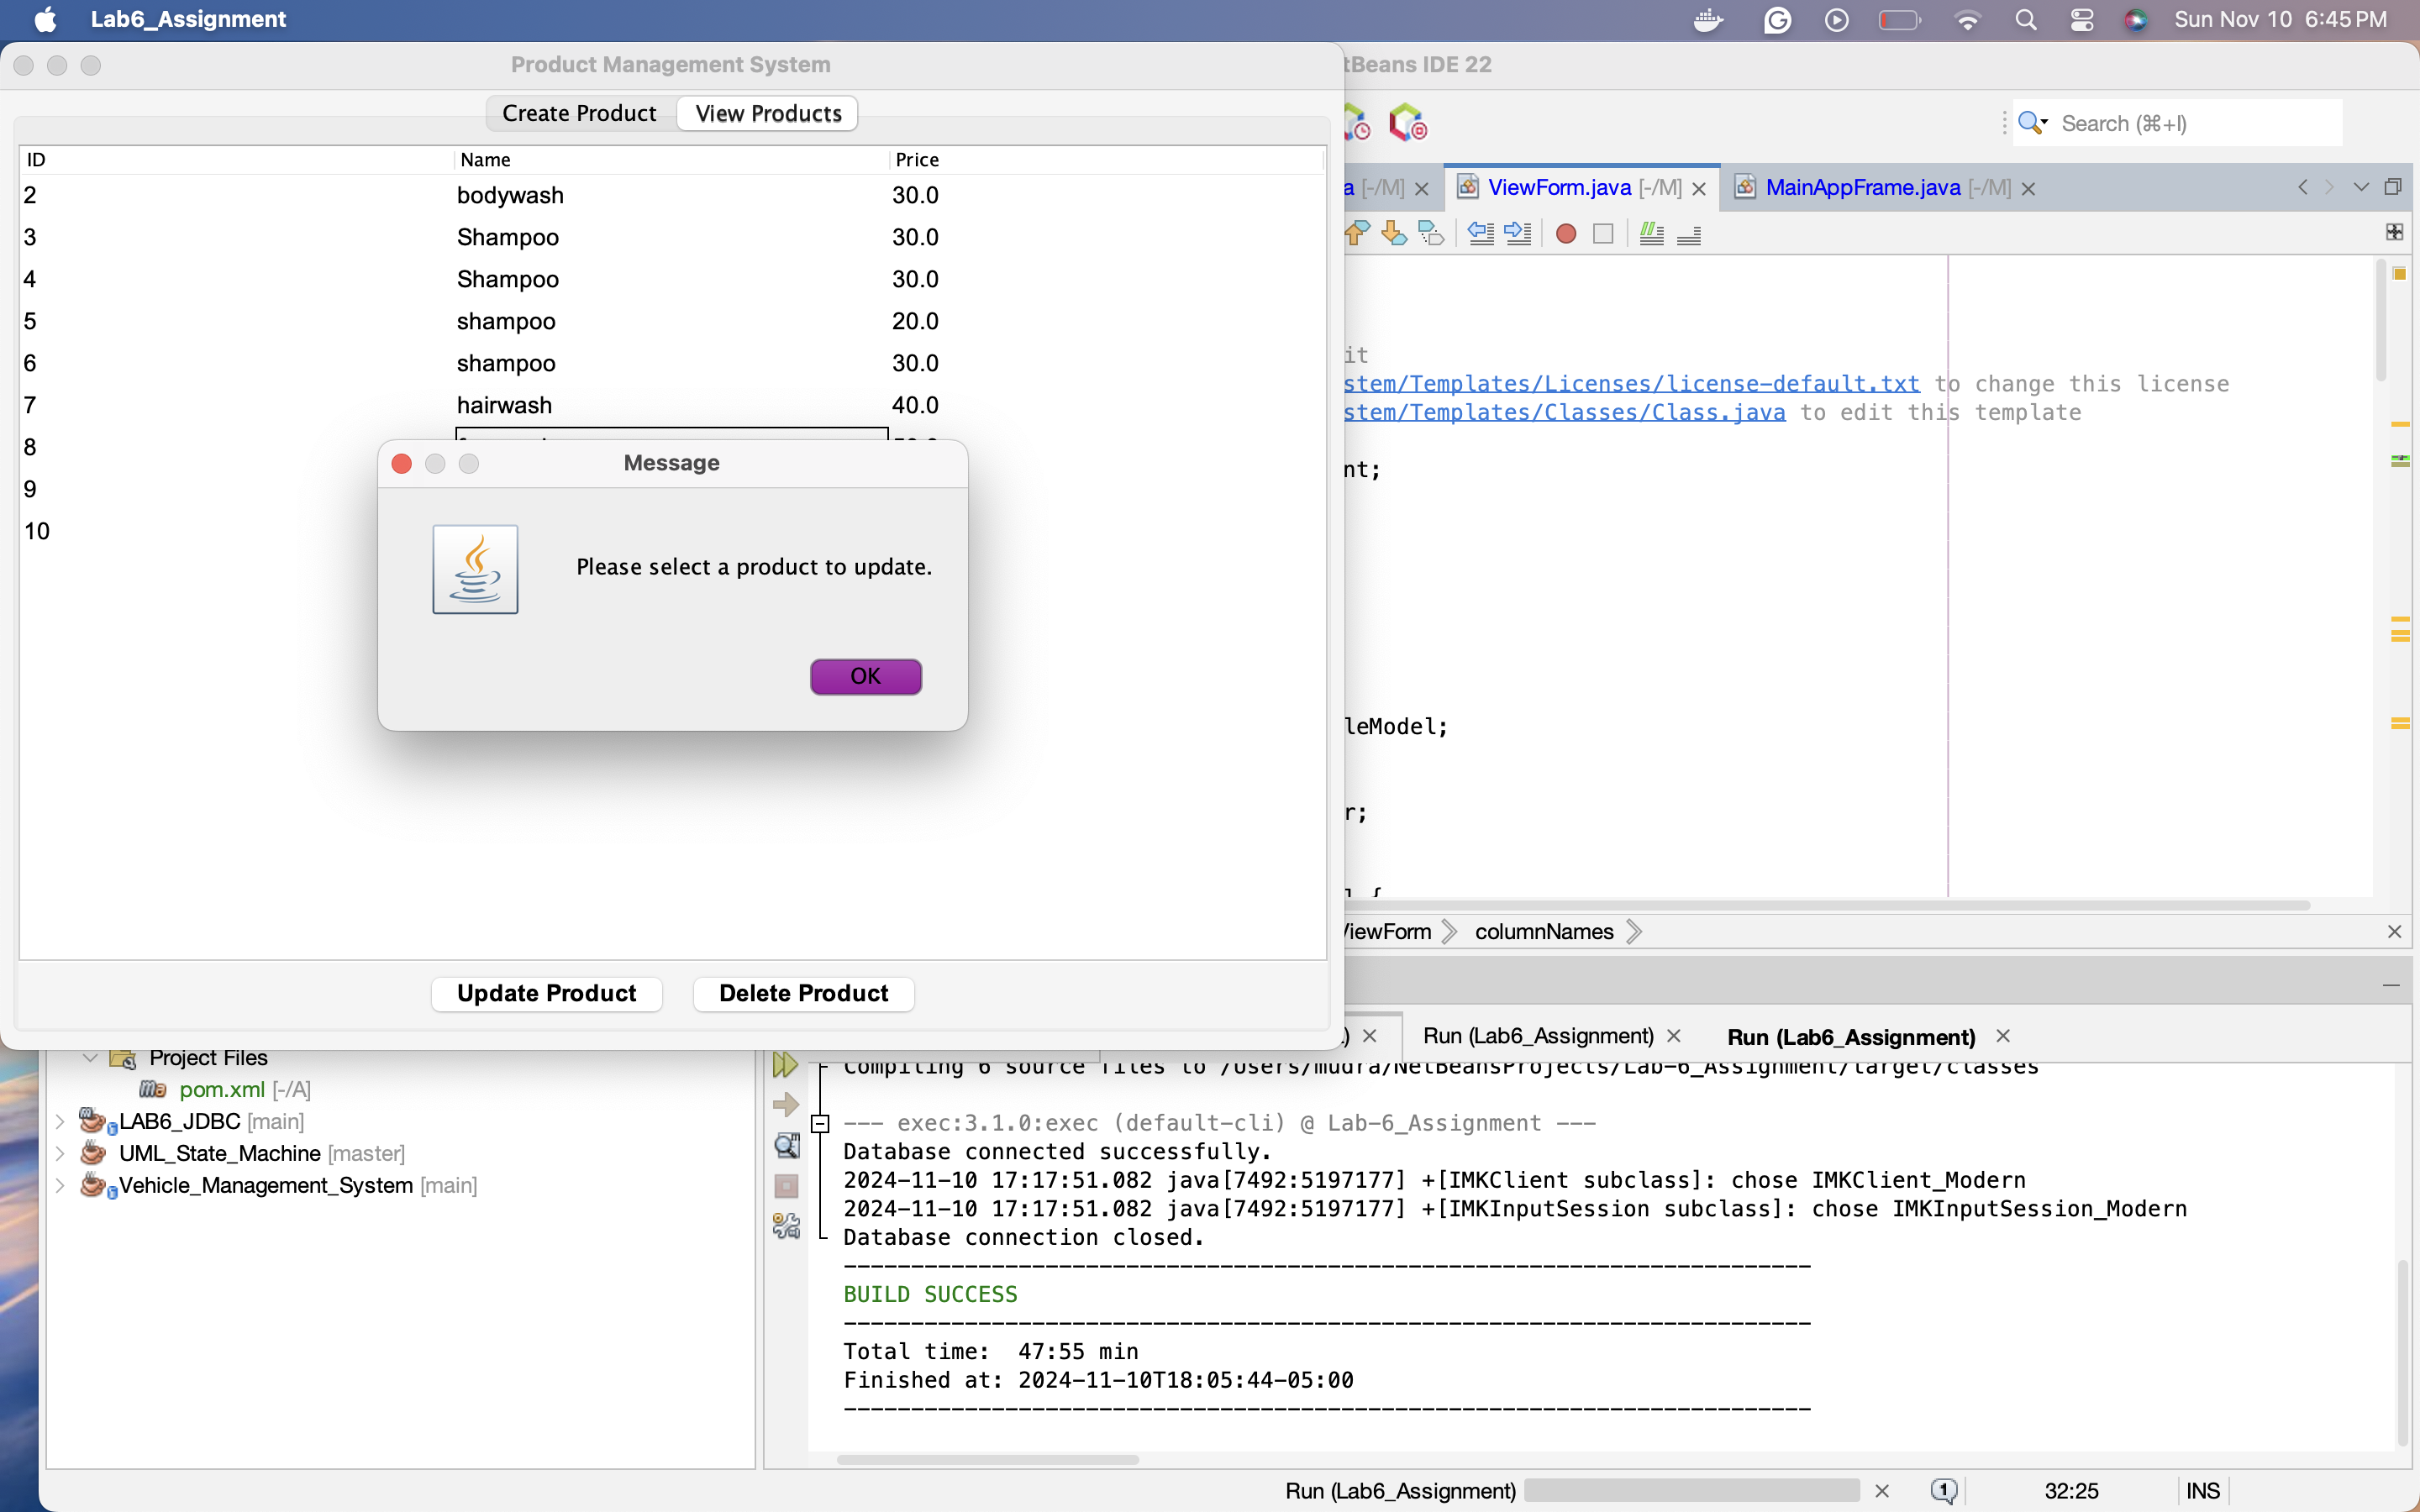 Lab6_Assignment
Sun Nov 10 6:45 PM
Product Management System
Create Product
View Products
ID Name Price
2 bodywash 30.0
3 Shampoo 30.0
4 Shampoo 30.0
5 shampoo 20.0
6 shampoo 30.0
7 hairwash 40.0
8
9
10
Message
Please select a product to update.
OK
Update Product
Delete Product
tBeans IDE 22
Search (⌘+I)
a [-/M]
ViewForm.java [-/M]
MainAppFrame.java [-/M]
it
stem/Templates/Licenses/license-default.txt to change this license
stem/Templates/Classes/Class.java to edit this template
nt;
leModel;
r;
] {
ViewForm
columnNames
Project Files
pom.xml [-/A]
LAB6_JDBC [main]
UML_State_Machine [master]
Vehicle_Management_System [main]
)
Run (Lab6_Assignment)
Run (Lab6_Assignment)
Compiling 6 source files to /Users/mudra/NetBeansProjects/Lab-6_Assignment/target/classes
--- exec:3.1.0:exec (default-cli) @ Lab-6_Assignment ---
Database connected successfully.
2024-11-10 17:17:51.082 java[7492:5197177] +[IMKClient subclass]: chose IMKClient_Modern
2024-11-10 17:17:51.082 java[7492:5197177] +[IMKInputSession subclass]: chose IMKInputSession_Modern
Database connection closed.
------------------------------------------------------------------------
BUILD SUCCESS
------------------------------------------------------------------------
Total time:  47:55 min
Finished at: 2024-11-10T18:05:44-05:00
------------------------------------------------------------------------
Run (Lab6_Assignment)
1
32:25
INS